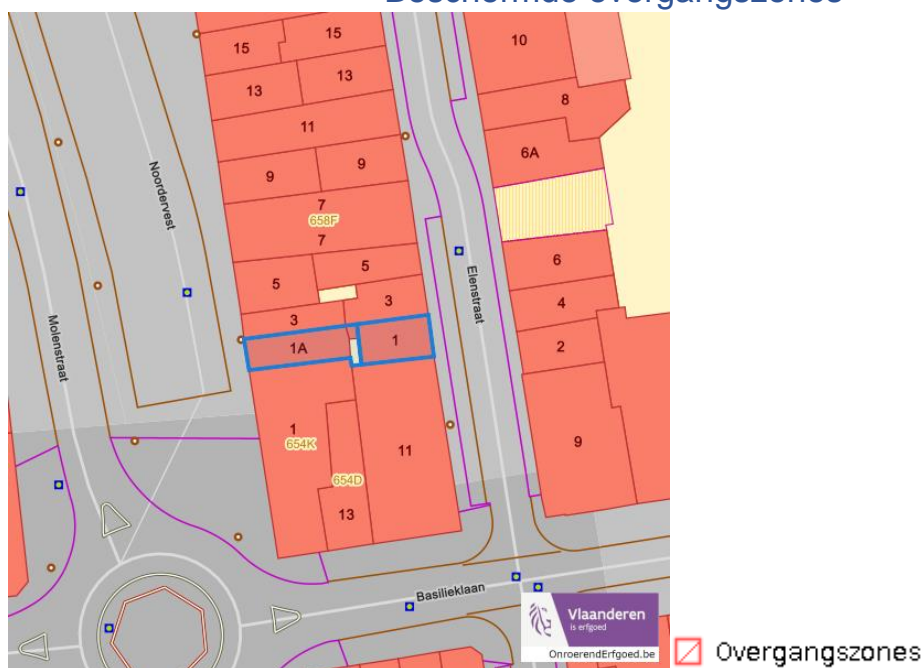 Beschermde overgangszones
15
15
10
13
13
8
11
6A
9
9
7
658F
7
5
5
6
3
3
4
1A
1
2
1
654K
11
9
654D
13
Noordervest
Molenstraat
Elenstraat
Basilieklaan
Vlaanderen
is erfgoed
OnroerendErfgoed.be
Overgangszones